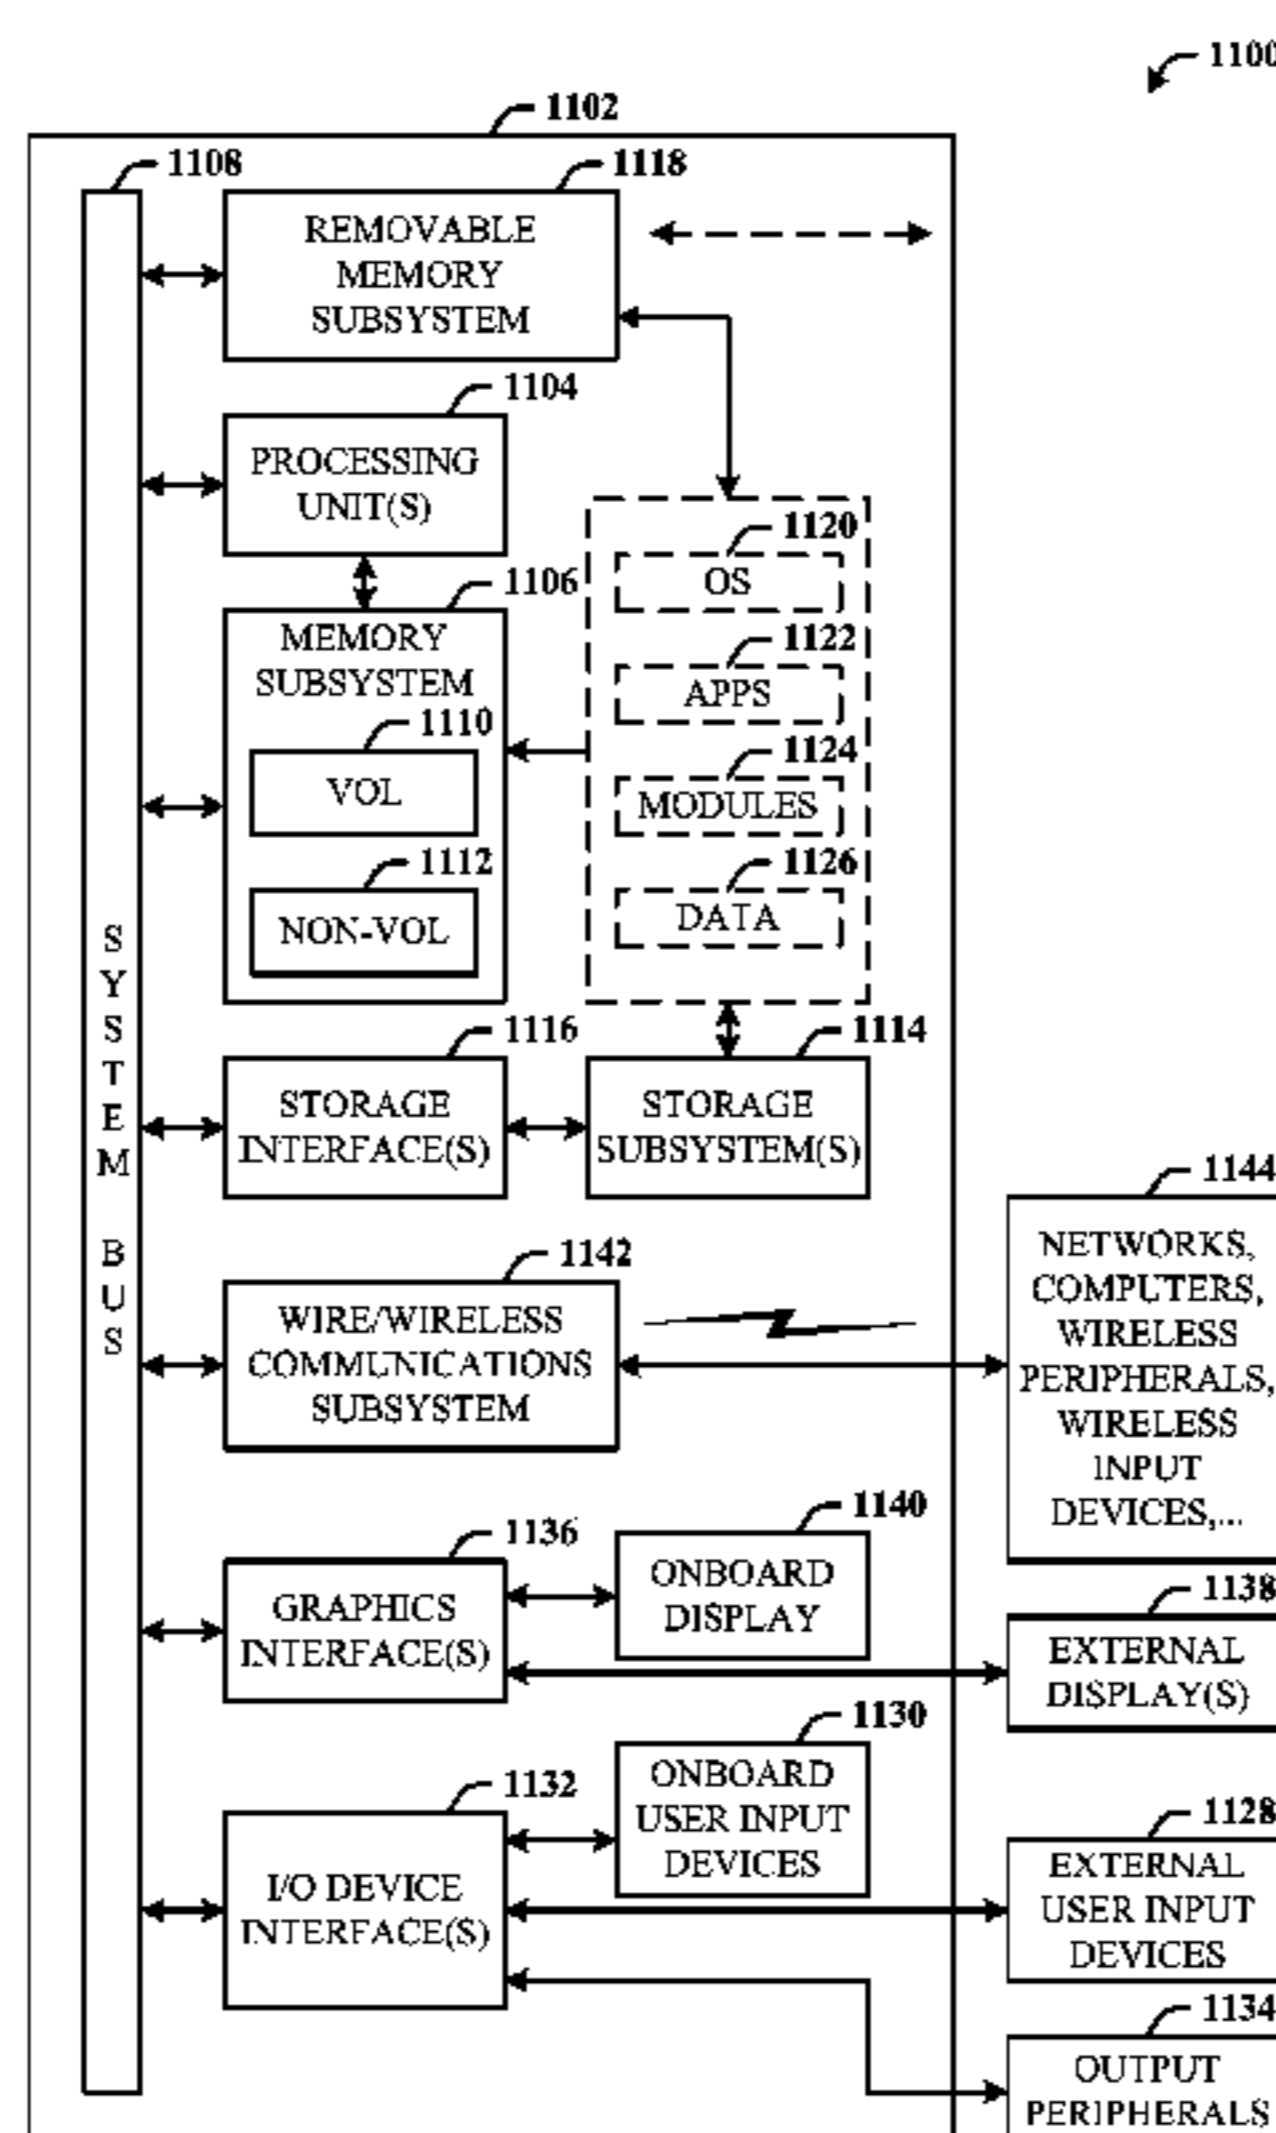 1100
1102
1108
1118
REMOVABLE
MEMORY
SUBSYSTEM
1104
PROCESSING
UNIT(S)
1120
OS
1106
MEMORY
SUBSYSTEM
1122
APPS
1110
VOL
1124
MODULES
1112
NON-VOL
1126
DATA
SYSTEM BUS
1116
STORAGE
INTERFACE(S)
1114
STORAGE
SUBSYSTEM(S)
1144
NETWORKS,
COMPUTERS,
WIRELESS
PERIPHERALS,
WIRELESS
INPUT
DEVICES,...
1142
WIRE/WIRELESS
COMMUNICATIONS
SUBSYSTEM
1136
GRAPHICS
INTERFACE(S)
1140
ONBOARD
DISPLAY
1138
EXTERNAL
DISPLAY(S)
1130
ONBOARD
USER INPUT
DEVICES
1132
I/O DEVICE
INTERFACE(S)
1128
EXTERNAL
USER INPUT
DEVICES
1134
OUTPUT
PERIPHERALS